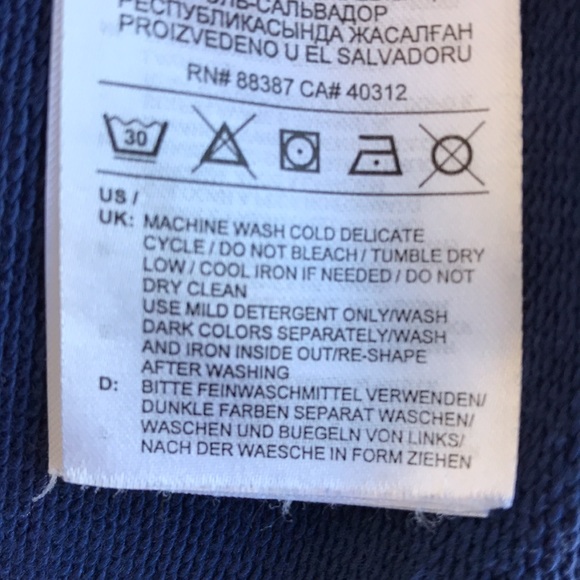 ЭЛЬ-САЛЬВАДОР
РЕСПУБЛИКАСЫНДА ЖАСАЛҒАН
PROIZVEDENO U EL SALVADORU
RN# 88387 CA# 40312
30
US /
UK: MACHINE WASH COLD DELICATE
CYCLE / DO NOT BLEACH / TUMBLE DRY
LOW / COOL IRON IF NEEDED / DO NOT
DRY CLEAN
USE MILD DETERGENT ONLY/WASH
DARK COLORS SEPARATELY/WASH
AND IRON INSIDE OUT/RE-SHAPE
AFTER WASHING
D: BITTE FEINWASCHMITTEL VERWENDEN/
DUNKLE FARBEN SEPARAT WASCHEN/
WASCHEN UND BUEGELN VON LINKS/
NACH DER WAESCHE IN FORM ZIEHEN